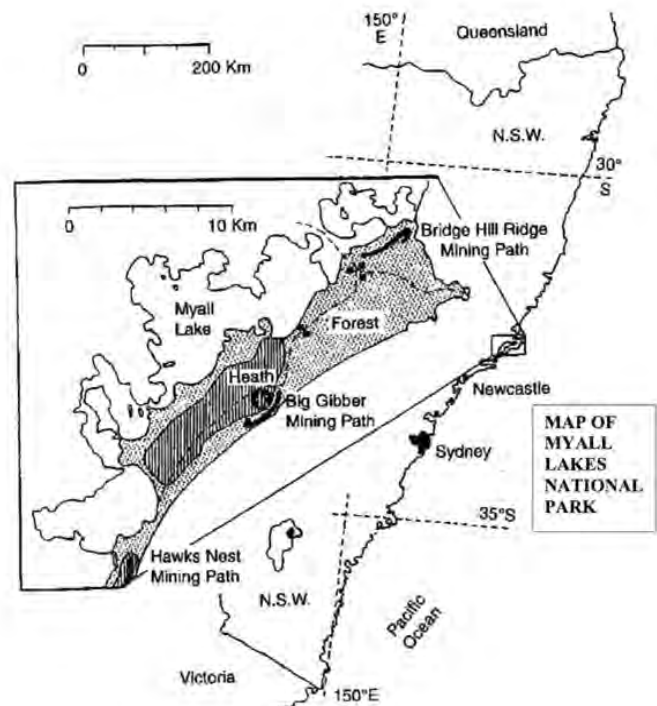 150°
E
Queensland
0
200 Km
N.S.W.
30°
S
0
10 Km
Bridge Hill Ridge
Mining Path
Myall
Lake
Forest
Heath
Big Gibber
Mining Path
Newcastle
Sydney
MAP OF
MYALL
LAKES
NATIONAL
PARK
35°S
Hawks Nest
Mining Path
N.S.W.
Pacific
Ocean
Victoria
150°E